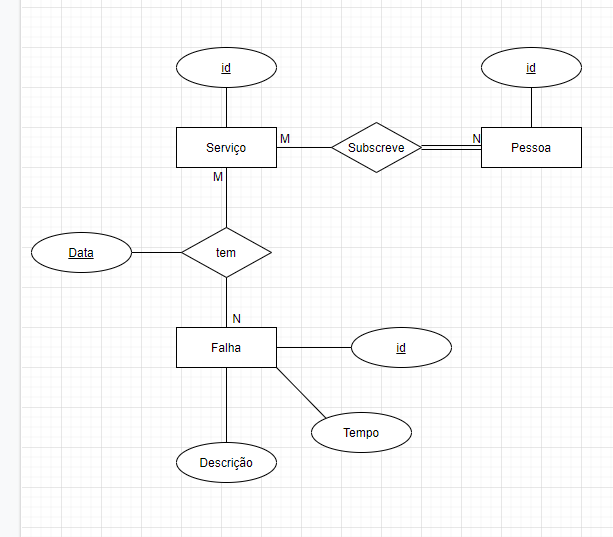 id
id
Serviço
M
Subscreve
N
Pessoa
M
Data
tem
N
Falha
id
Tempo
Descrição